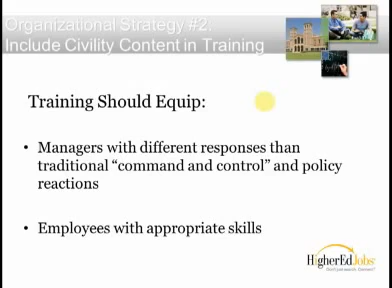 Organizational Strategy #2:
Include Civility Content in Training
Training Should Equip:
• Managers with different responses than
traditional “command and control” and policy
reactions
• Employees with appropriate skills
HigherEdJobs